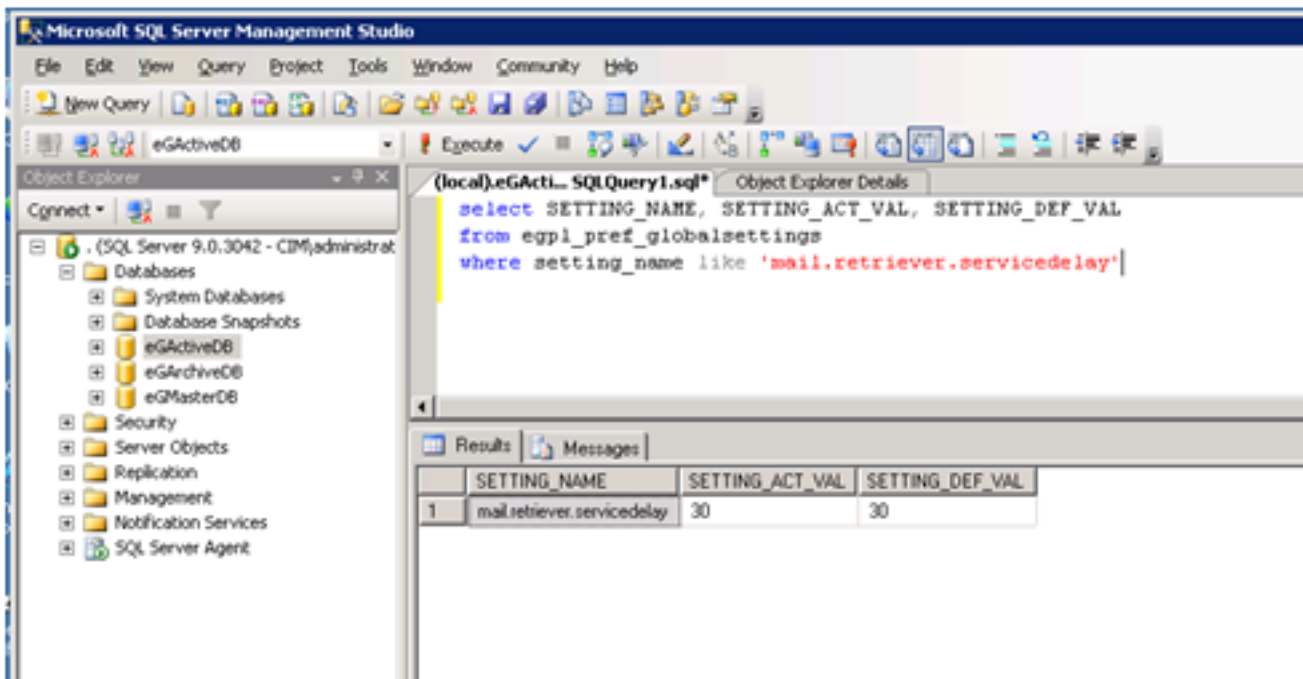 Microsoft SQL Server Management Studio
File Edit View Query Project Tools Window Community Help
New Query
eGActiveDB
Execute
Object Explorer
(local).eGActi... SQLQuery1.sql*
Object Explorer Details
Connect
select SETTING_NAME, SETTING_ACT_VAL, SETTING_DEF_VAL
from egpl_pref_globalsettings
where setting_name like 'mail.retriever.servicedelay'
. (SQL Server 9.0.3042 - CIM\administrat
Databases
System Databases
Database Snapshots
eGActiveDB
eGArchiveDB
eGMasterDB
Security
Server Objects
Replication
Management
Notification Services
SQL Server Agent
Results Messages
SETTING_NAME SETTING_ACT_VAL SETTING_DEF_VAL
1 mail.retriever.servicedelay 30 30